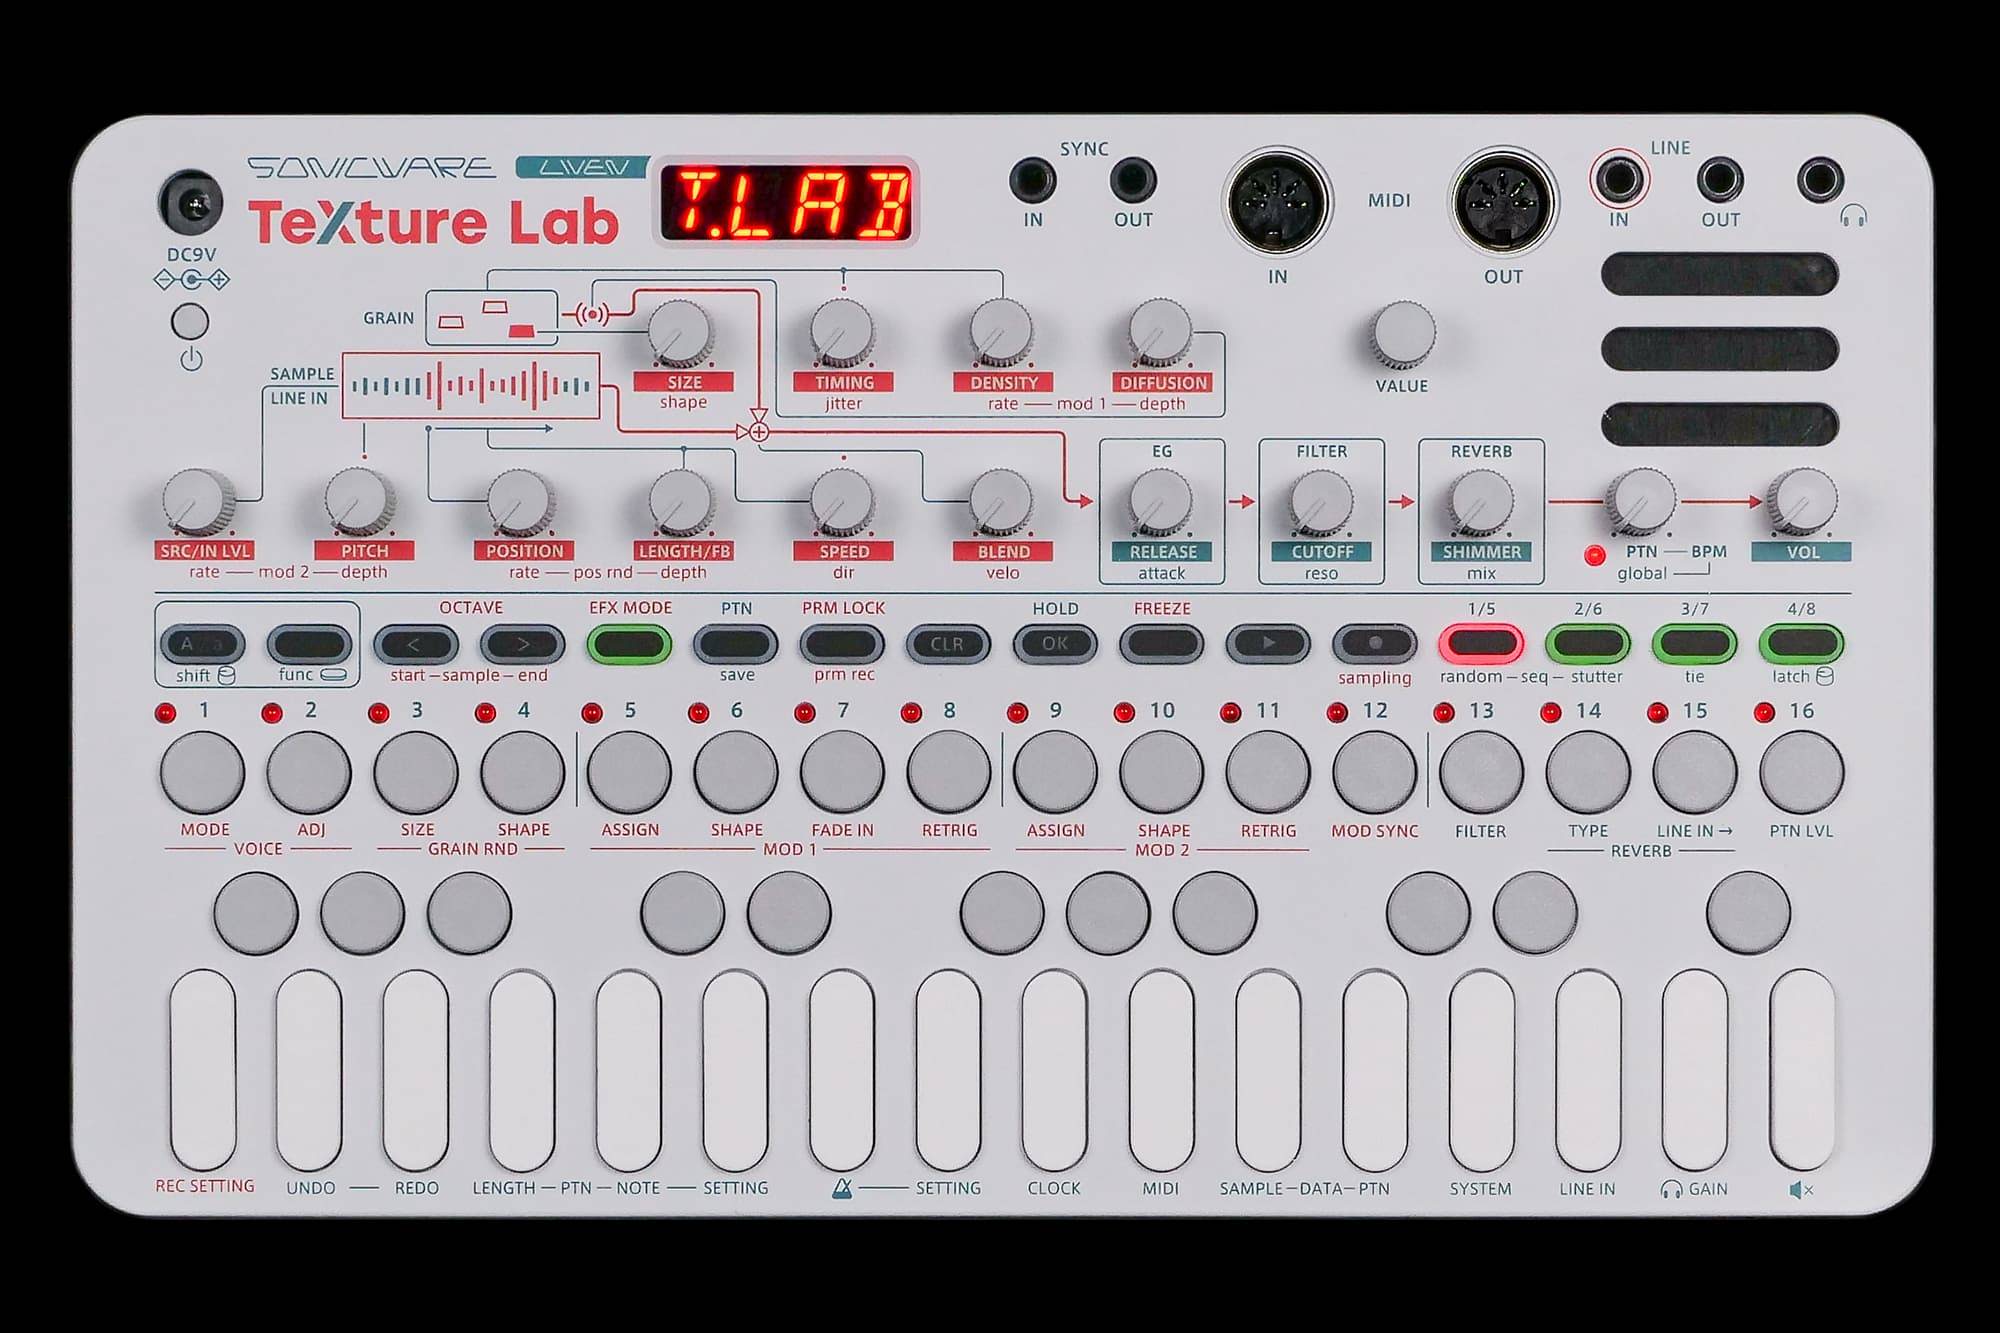 SONICWARE LIVEN
TeXture Lab
T.LAB
SYNC
IN OUT
MIDI
IN OUT
LINE
IN OUT
DC9V
GRAIN
SAMPLE
LINE IN
SIZE TIMING DENSITY DIFFUSION VALUE
shape jitter rate mod 1 depth
EG FILTER REVERB
SRC/IN LVL PITCH POSITION LENGTH/FB SPEED BLEND RELEASE CUTOFF SHIMMER PTN BPM VOL
rate mod 2 depth rate pos rnd depth dir velo attack reso mix global
OCTAVE EFX MODE PTN PRM LOCK HOLD FREEZE 1/5 2/6 3/7 4/8
A a < > CLR OK
shift func start sample end save prm rec sampling random seq stutter tie latch
1 2 3 4 5 6 7 8 9 10 11 12 13 14 15 16
MODE ADJ SIZE SHAPE ASSIGN SHAPE FADE IN RETRIG ASSIGN SHAPE RETRIG MOD SYNC FILTER TYPE LINE IN → PTN LVL
VOICE GRAIN RND MOD 1 MOD 2 REVERB
REC SETTING UNDO REDO LENGTH PTN NOTE SETTING SETTING CLOCK MIDI SAMPLE DATA PTN SYSTEM LINE IN GAIN